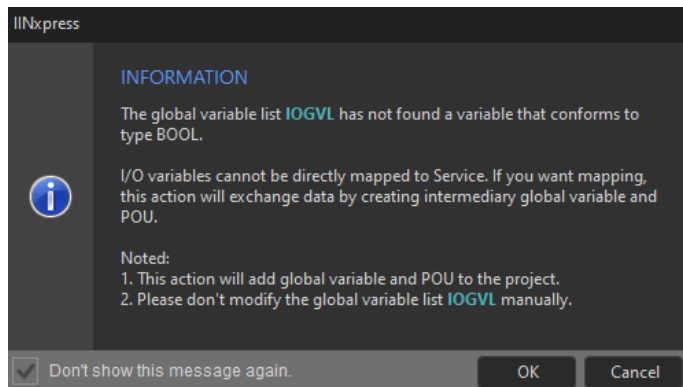 IINxpress
INFORMATION
The global variable list IOGVL has not found a variable that conforms to
type BOOL.
I/O variables cannot be directly mapped to Service. If you want mapping,
this action will exchange data by creating intermediary global variable and
POU.
Noted:
1. This action will add global variable and POU to the project.
2. Please don't modify the global variable list IOGVL manually.
Don't show this message again.
OK
Cancel